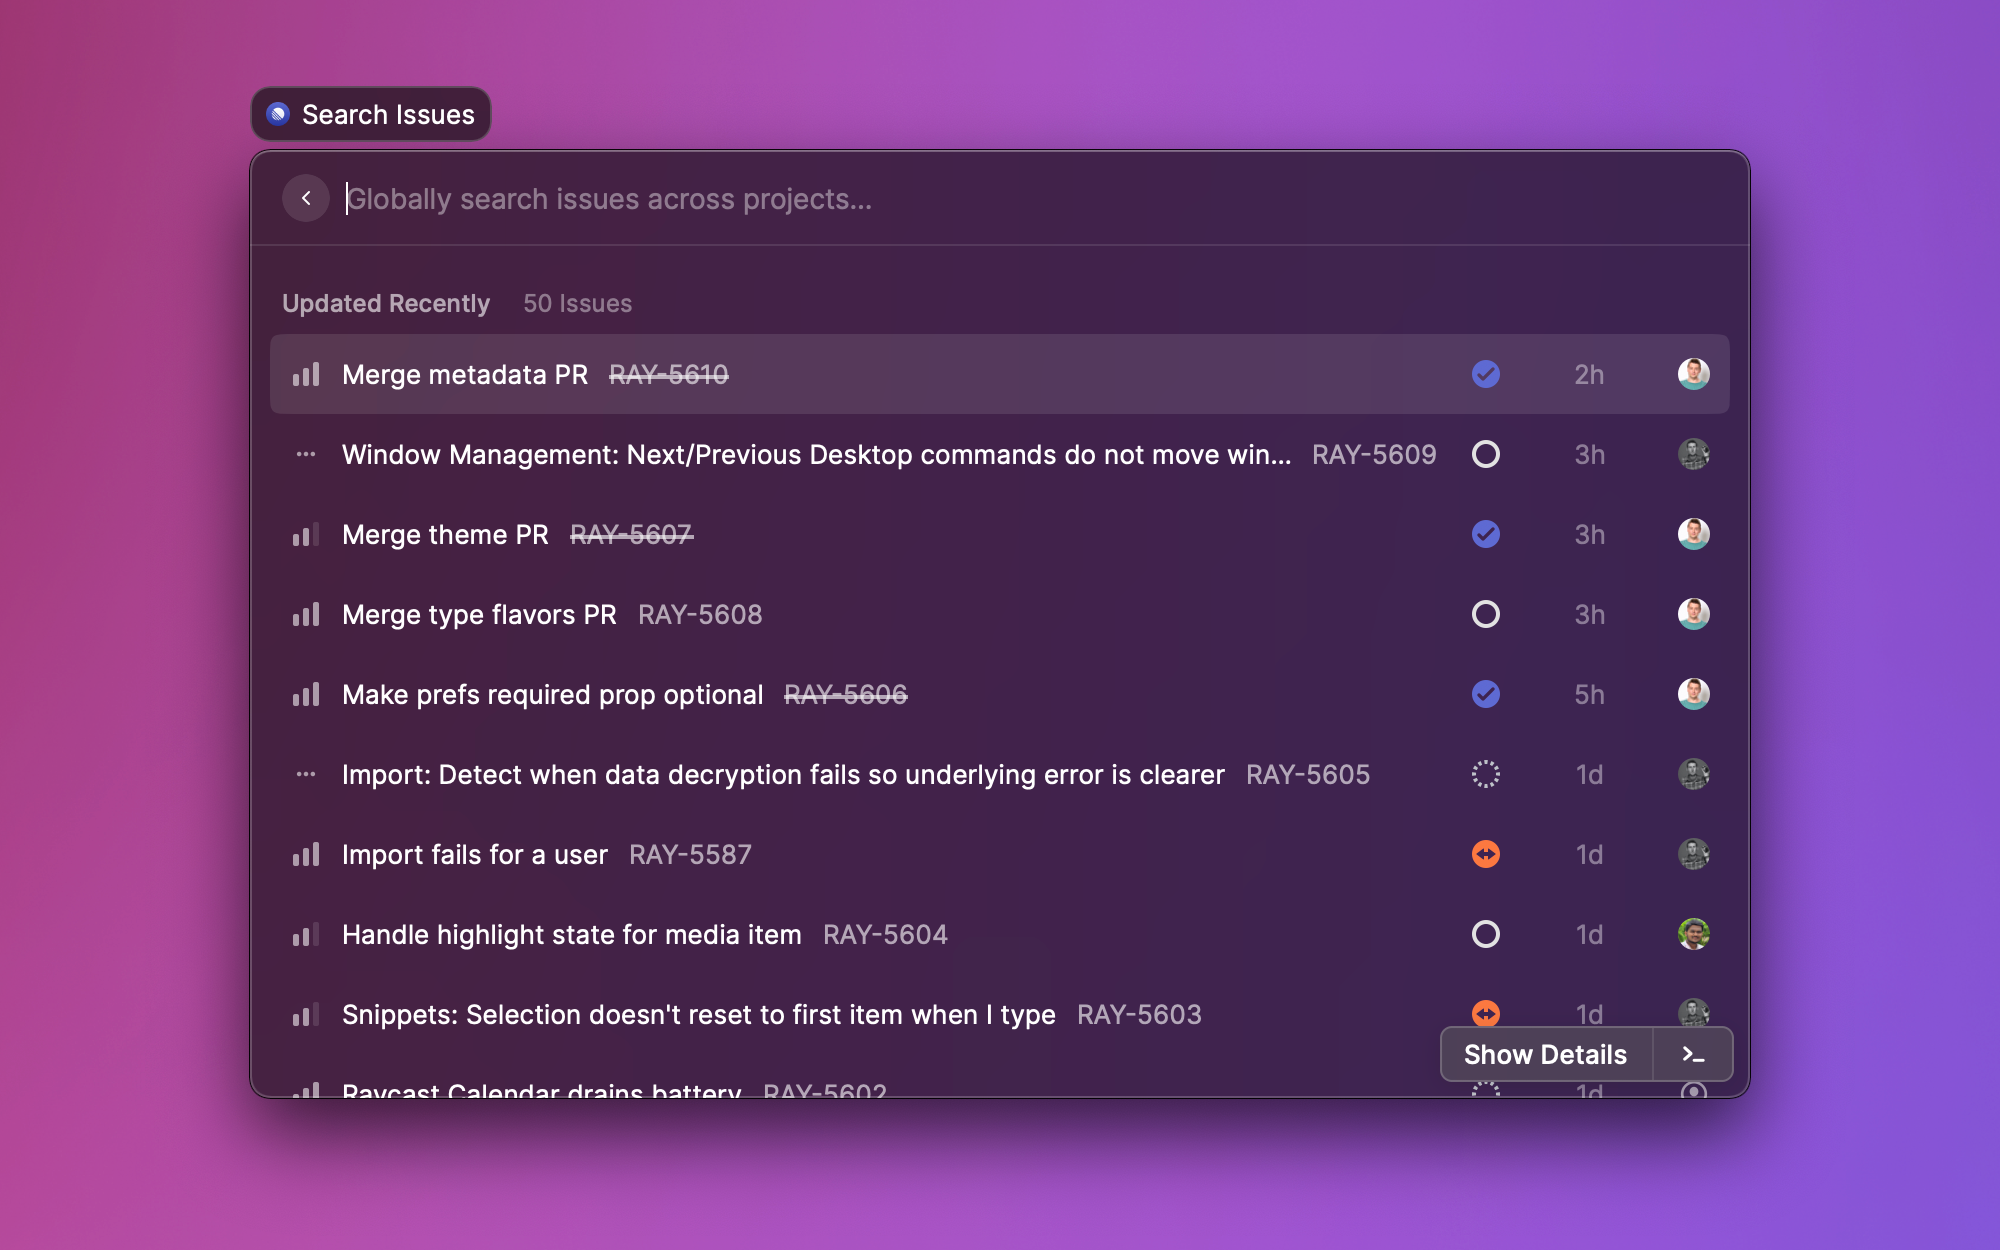 Search Issues
Globally search issues across projects...
Updated Recently 50 Issues
Merge metadata PR RAY-5610 2h
Window Management: Next/Previous Desktop commands do not move win... RAY-5609 3h
Merge theme PR RAY-5607 3h
Merge type flavors PR RAY-5608 3h
Make prefs required prop optional RAY-5606 5h
Import: Detect when data decryption fails so underlying error is clearer RAY-5605 1d
Import fails for a user RAY-5587 1d
Handle highlight state for media item RAY-5604 1d
Snippets: Selection doesn't reset to first item when I type RAY-5603 1d
Show Details
Raycast Calendar drains battery RAY-5602 1d